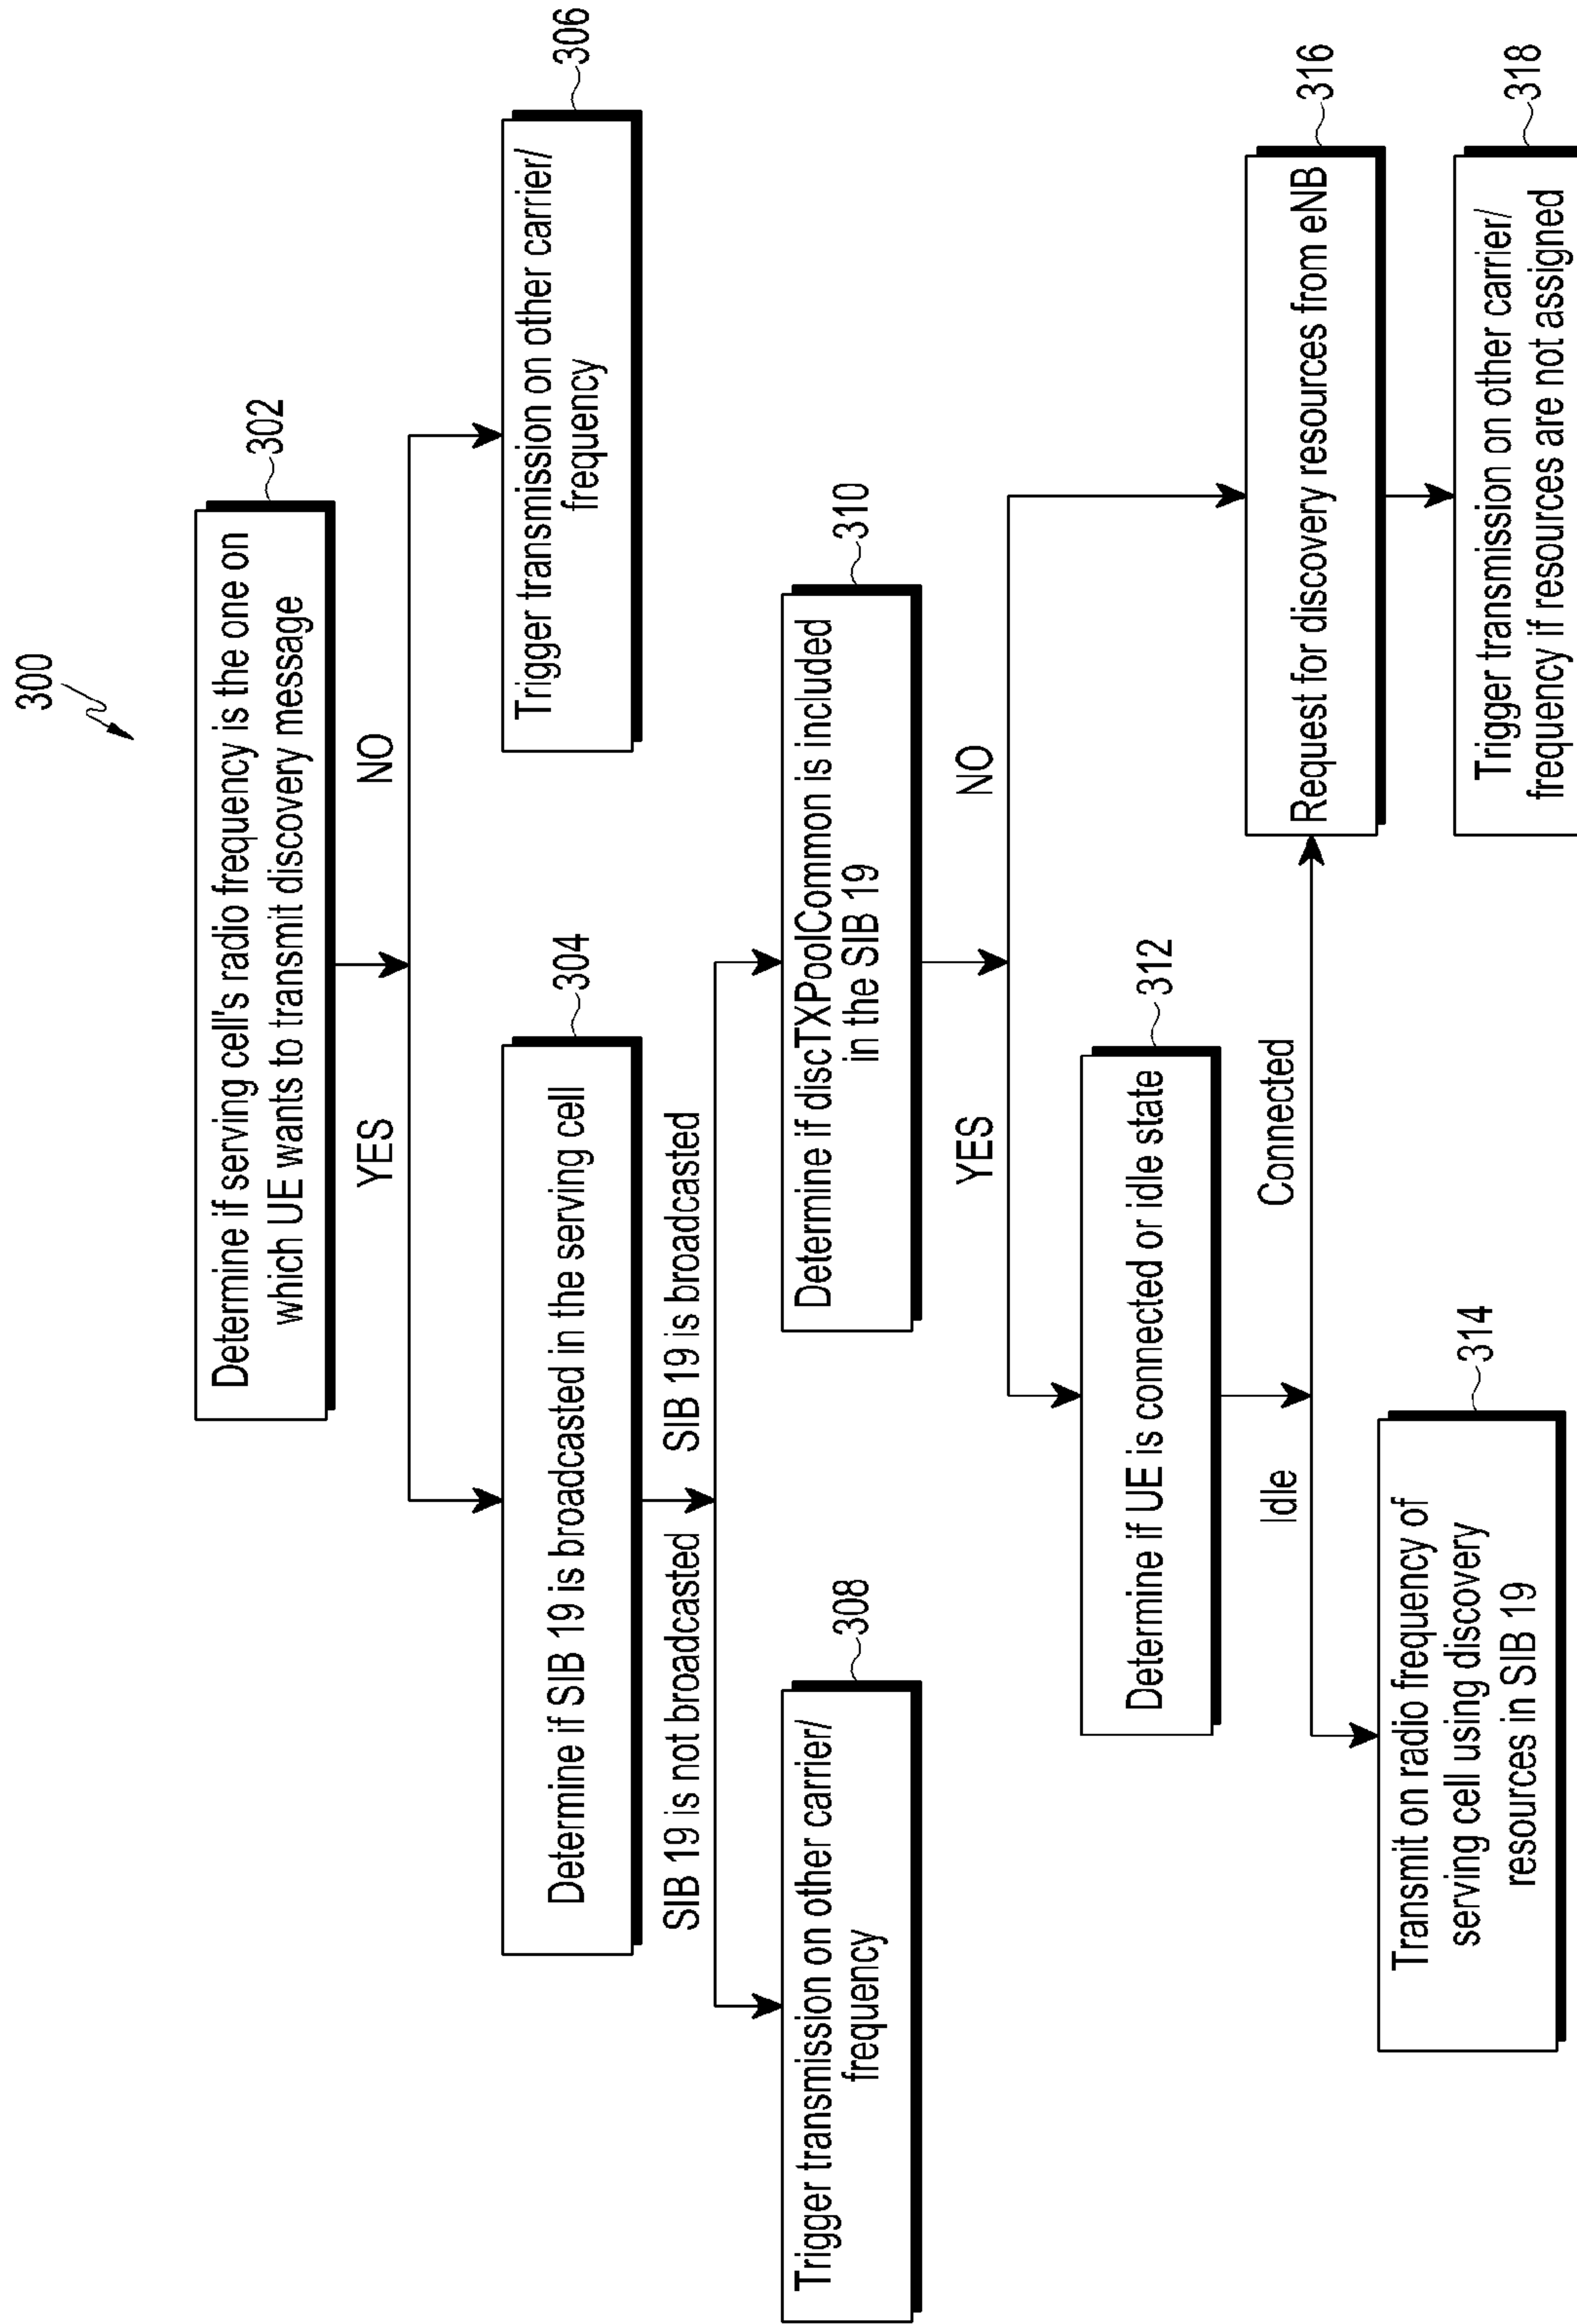 300
Determine if serving cell's radio frequency is the one on
which UE wants to transmit discovery message
302
YES
NO
Determine if SIB 19 is broadcasted in the serving cell
304
Trigger transmission on other carrier/
frequency
306
SIB 19 is not broadcasted
SIB 19 is broadcasted
Trigger transmission on other carrier/
frequency
308
Determine if discTXPoolCommon is included
in the SIB 19
310
YES
NO
Determine if UE is connected or idle state
312
Idle
Connected
Transmit on radio frequency of
serving cell using discovery
resources in SIB 19
314
Request for discovery resources from eNB
316
Trigger transmission on other carrier/
frequency if resources are not assigned
318